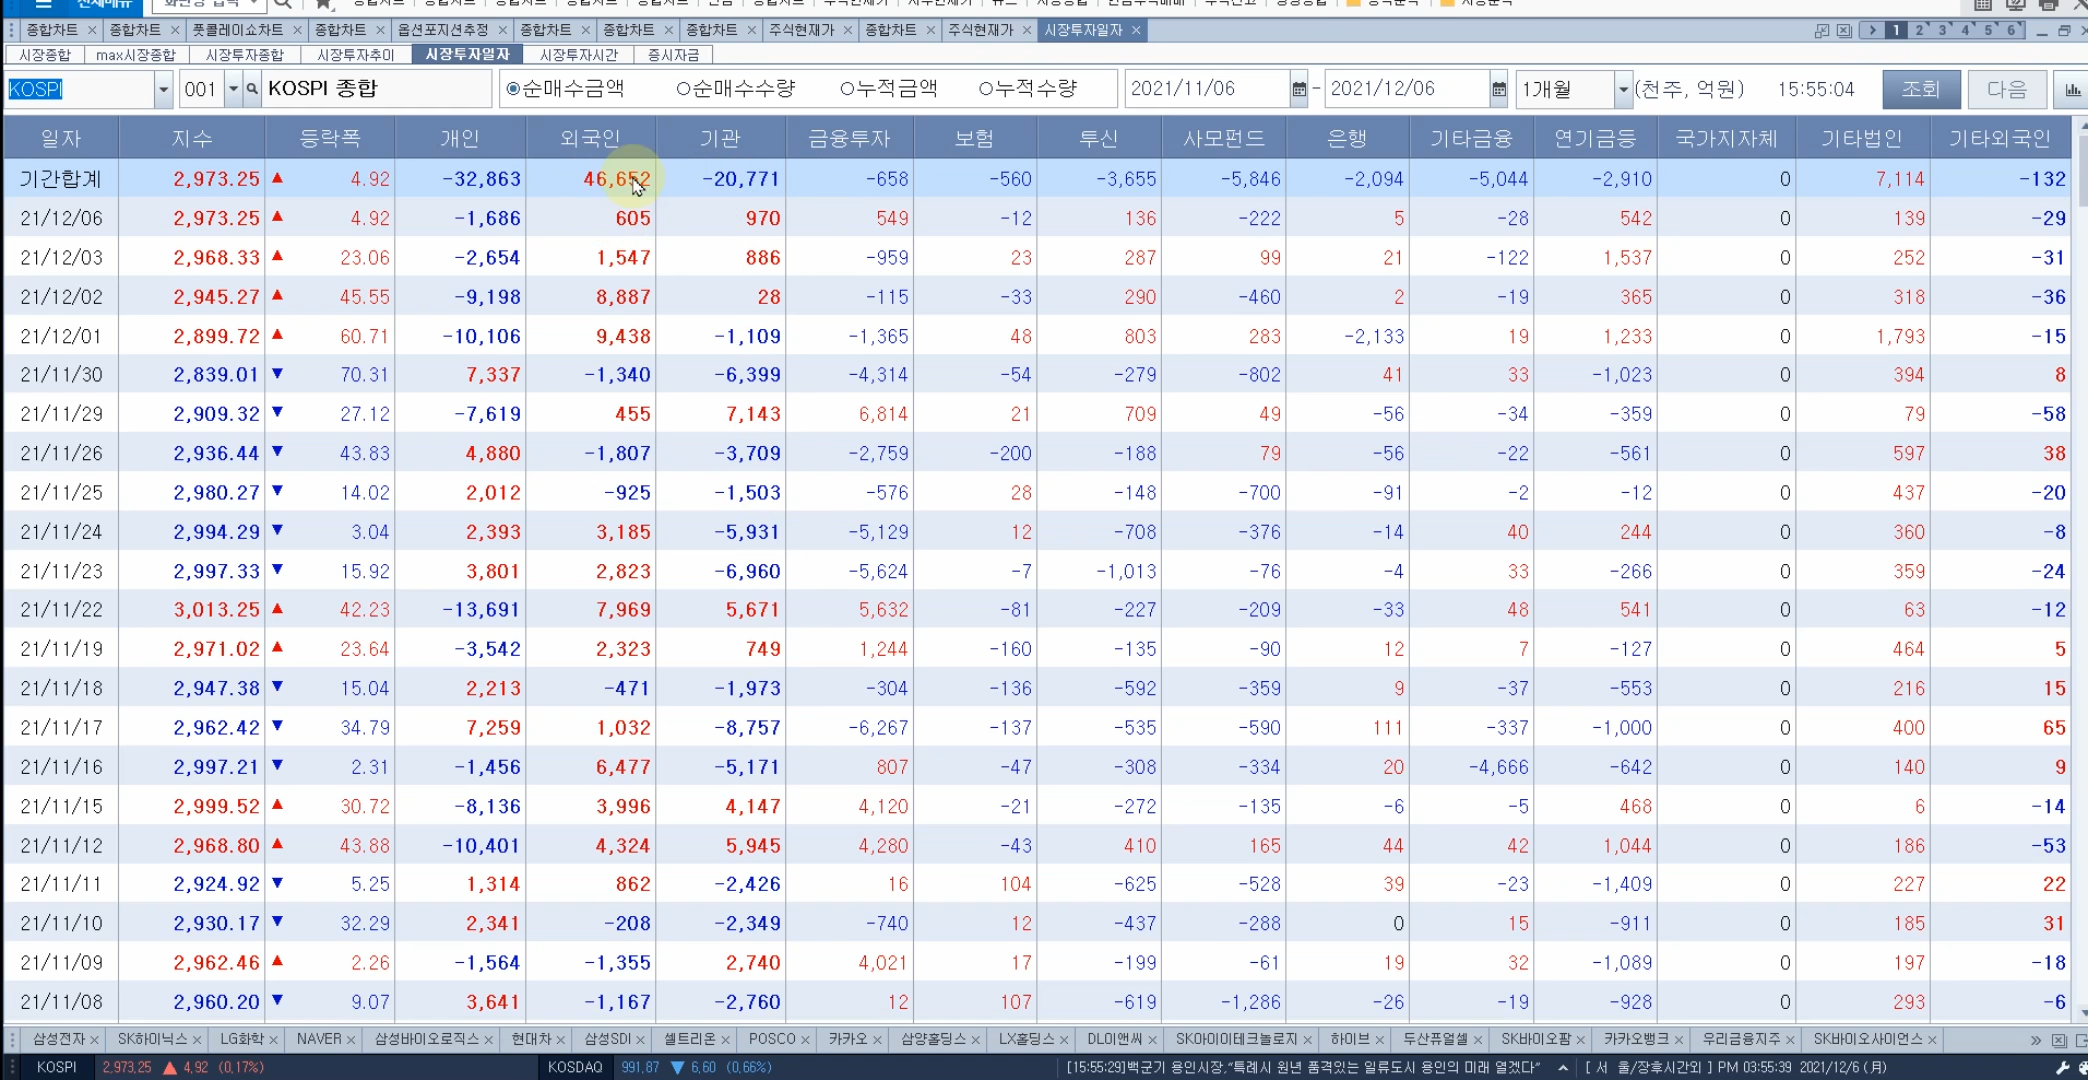 종합차트 × 종합차트 × 풋콜레이쇼차트 × 종합차트 × 옵션포지션추정 × 종합차트 × 종합차트 × 종합차트 × 주식현재가 × 종합차트 × 주식현재가 × 시장투자일자 × > 1 2 3 4 5 6
시장종합 max시장종합 시장투자종합 시장투자추이 시장투자일자 시장투자시간 증시자금
KOSPI 001 KOSPI 종합 순매수금액 순매수수량 누적금액 누적수량 2021/11/06 - 2021/12/06 1개월 (천주, 억원) 15:55:04 조회 다음
일자 지수 등락폭 개인 외국인 기관 금융투자 보험 투신 사모펀드 은행 기타금융 연기금등 국가지자체 기타법인 기타외국인
기간합계 2,973.25 ▲ 4.92 -32,863 46,652 -20,771 -658 -560 -3,655 -5,846 -2,094 -5,044 -2,910 0 7,114 -132
21/12/06 2,973.25 ▲ 4.92 -1,686 605 970 549 -12 136 -222 5 -28 542 0 139 -29
21/12/03 2,968.33 ▲ 23.06 -2,654 1,547 886 -959 23 287 99 21 -122 1,537 0 252 -31
21/12/02 2,945.27 ▲ 45.55 -9,198 8,887 28 -115 -33 290 -460 2 -19 365 0 318 -36
21/12/01 2,899.72 ▲ 60.71 -10,106 9,438 -1,109 -1,365 48 803 283 -2,133 19 1,233 0 1,793 -15
21/11/30 2,839.01 ▼ 70.31 7,337 -1,340 -6,399 -4,314 -54 -279 -802 41 33 -1,023 0 394 8
21/11/29 2,909.32 ▼ 27.12 -7,619 455 7,143 6,814 21 709 49 -56 -34 -359 0 79 -58
21/11/26 2,936.44 ▼ 43.83 4,880 -1,807 -3,709 -2,759 -200 -188 79 -56 -22 -561 0 597 38
21/11/25 2,980.27 ▼ 14.02 2,012 -925 -1,503 -576 28 -148 -700 -91 -2 -12 0 437 -20
21/11/24 2,994.29 ▼ 3.04 2,393 3,185 -5,931 -5,129 12 -708 -376 -14 40 244 0 360 -8
21/11/23 2,997.33 ▼ 15.92 3,801 2,823 -6,960 -5,624 -7 -1,013 -76 -4 33 -266 0 359 -24
21/11/22 3,013.25 ▲ 42.23 -13,691 7,969 5,671 5,632 -81 -227 -209 -33 48 541 0 63 -12
21/11/19 2,971.02 ▲ 23.64 -3,542 2,323 749 1,244 -160 -135 -90 12 7 -127 0 464 5
21/11/18 2,947.38 ▼ 15.04 2,213 -471 -1,973 -304 -136 -592 -359 9 -37 -553 0 216 15
21/11/17 2,962.42 ▼ 34.79 7,259 1,032 -8,757 -6,267 -137 -535 -590 111 -337 -1,000 0 400 65
21/11/16 2,997.21 ▼ 2.31 -1,456 6,477 -5,171 807 -47 -308 -334 20 -4,666 -642 0 140 9
21/11/15 2,999.52 ▲ 30.72 -8,136 3,996 4,147 4,120 -21 -272 -135 -6 -5 468 0 6 -14
21/11/12 2,968.80 ▲ 43.88 -10,401 4,324 5,945 4,280 -43 410 165 44 42 1,044 0 186 -53
21/11/11 2,924.92 ▼ 5.25 1,314 862 -2,426 16 104 -625 -528 39 -23 -1,409 0 227 22
21/11/10 2,930.17 ▼ 32.29 2,341 -208 -2,349 -740 12 -437 -288 0 15 -911 0 185 31
21/11/09 2,962.46 ▲ 2.26 -1,564 -1,355 2,740 4,021 17 -199 -61 19 32 -1,089 0 197 -18
21/11/08 2,960.20 ▼ 9.07 3,641 -1,167 -2,760 12 107 -619 -1,286 -26 -19 -928 0 293 -6
삼성전자 × SK하이닉스 × LG화학 × NAVER × 삼성바이오로직스 × 현대차 × 삼성SDI × 셀트리온 × POSCO × 카카오 × 삼양홀딩스 × LX홀딩스 × DL이앤씨 × SK아이이테크놀로지 × 하이브 × 두산퓨얼셀 × SK바이오팜 × 카카오뱅크 × 우리금융지주 × SK바이오사이언스 ×
KOSPI 2,973.25 ▲ 4.92 (0.17%) KOSDAQ 991.87 ▼ 6.60 (0.66%) [15:55:29]백군기 용인시장,"특례시 원년 품격있는 일류도시 용인의 미래 열겠다" [ 서 울/장후시간외 ] PM 03:55:39 2021/12/6 (월)